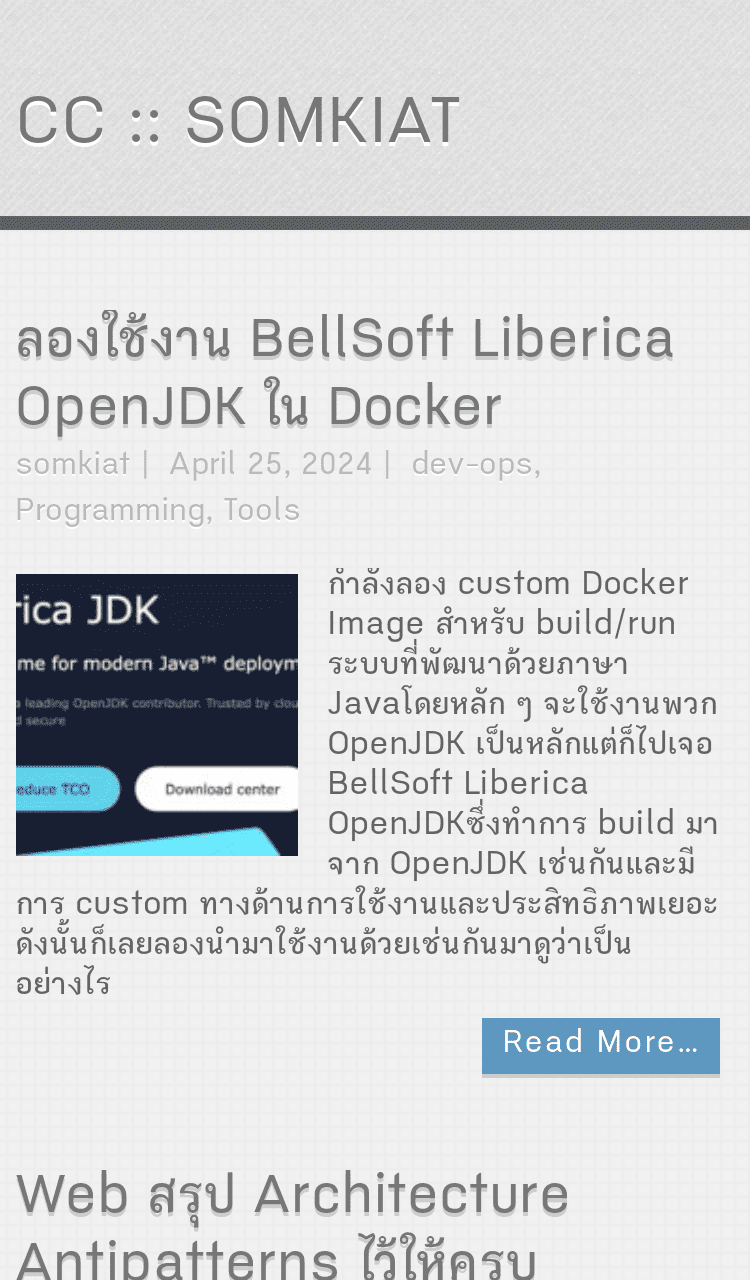 CC :: SOMKIAT
ลองใช้งาน BellSoft Liberica
OpenJDK ใน Docker
somkiat | April 25, 2024 | dev-ops,
Programming, Tools
rica JDK
me for modern Java™ deploym
leading OpenJDK contributor. Trusted by clou
d secure
educe TCO
Download center
กำลังลอง custom Docker
Image สำหรับ build/run
ระบบที่พัฒนาด้วยภาษา
Javaโดยหลัก ๆ จะใช้งานพวก
OpenJDK เป็นหลักแต่ก็ไปเจอ
BellSoft Liberica
OpenJDKซึ่งทำการ build มา
จาก OpenJDK เช่นกันและมี
การ custom ทางด้านการใช้งานและประสิทธิภาพเยอะ
ดังนั้นก็เลยลองนำมาใช้งานด้วยเช่นกันมาดูว่าเป็น
อย่างไร
Read More…
Web สรุป Architecture
Antipatterns ไว้ให้ครบ